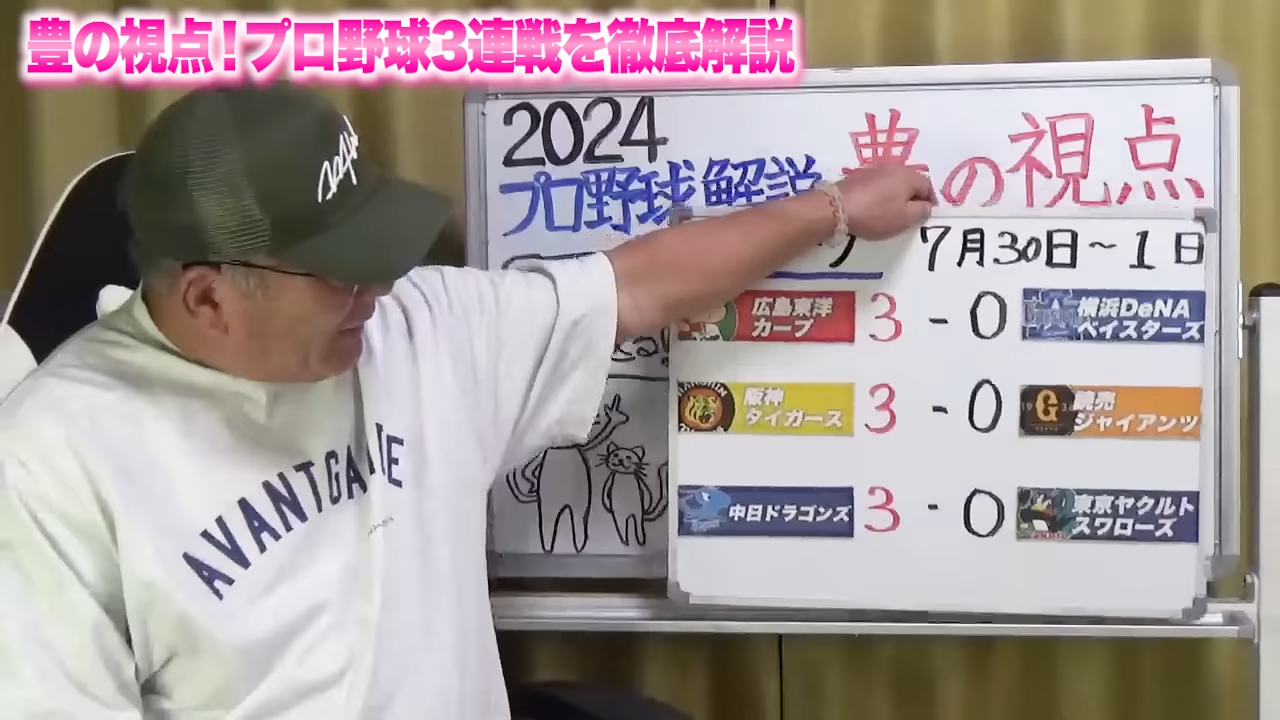 豊の視点！プロ野球3連戦を徹底解説
2024
プロ野球解説
豊の視点
7月30日～1日
広島東洋
カープ
3 - 0
横浜DeNA
ベイスターズ
阪神
タイガース
3 - 0
読売
ジャイアンツ
中日ドラゴンズ
3 - 0
東京ヤクルト
スワローズ